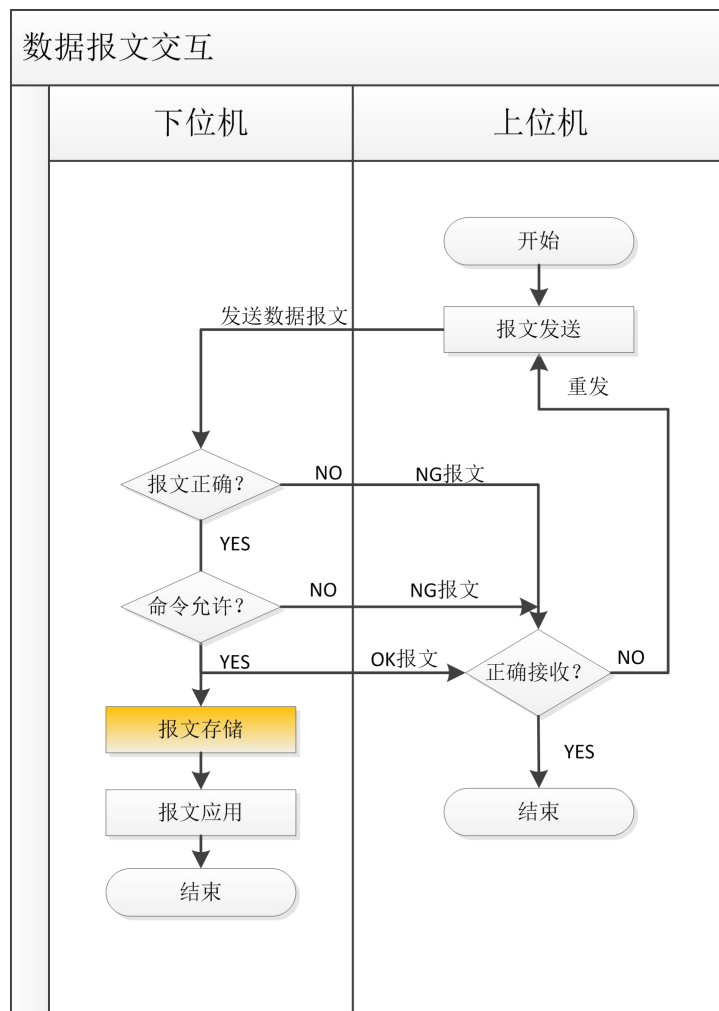 数据报文交互
下位机
上位机
开始
发送数据报文
报文发送
重发
报文正确？
NO
NG报文
YES
命令允许？
NO
NG报文
YES
OK报文
正确接收？
NO
报文存储
YES
报文应用
结束
结束